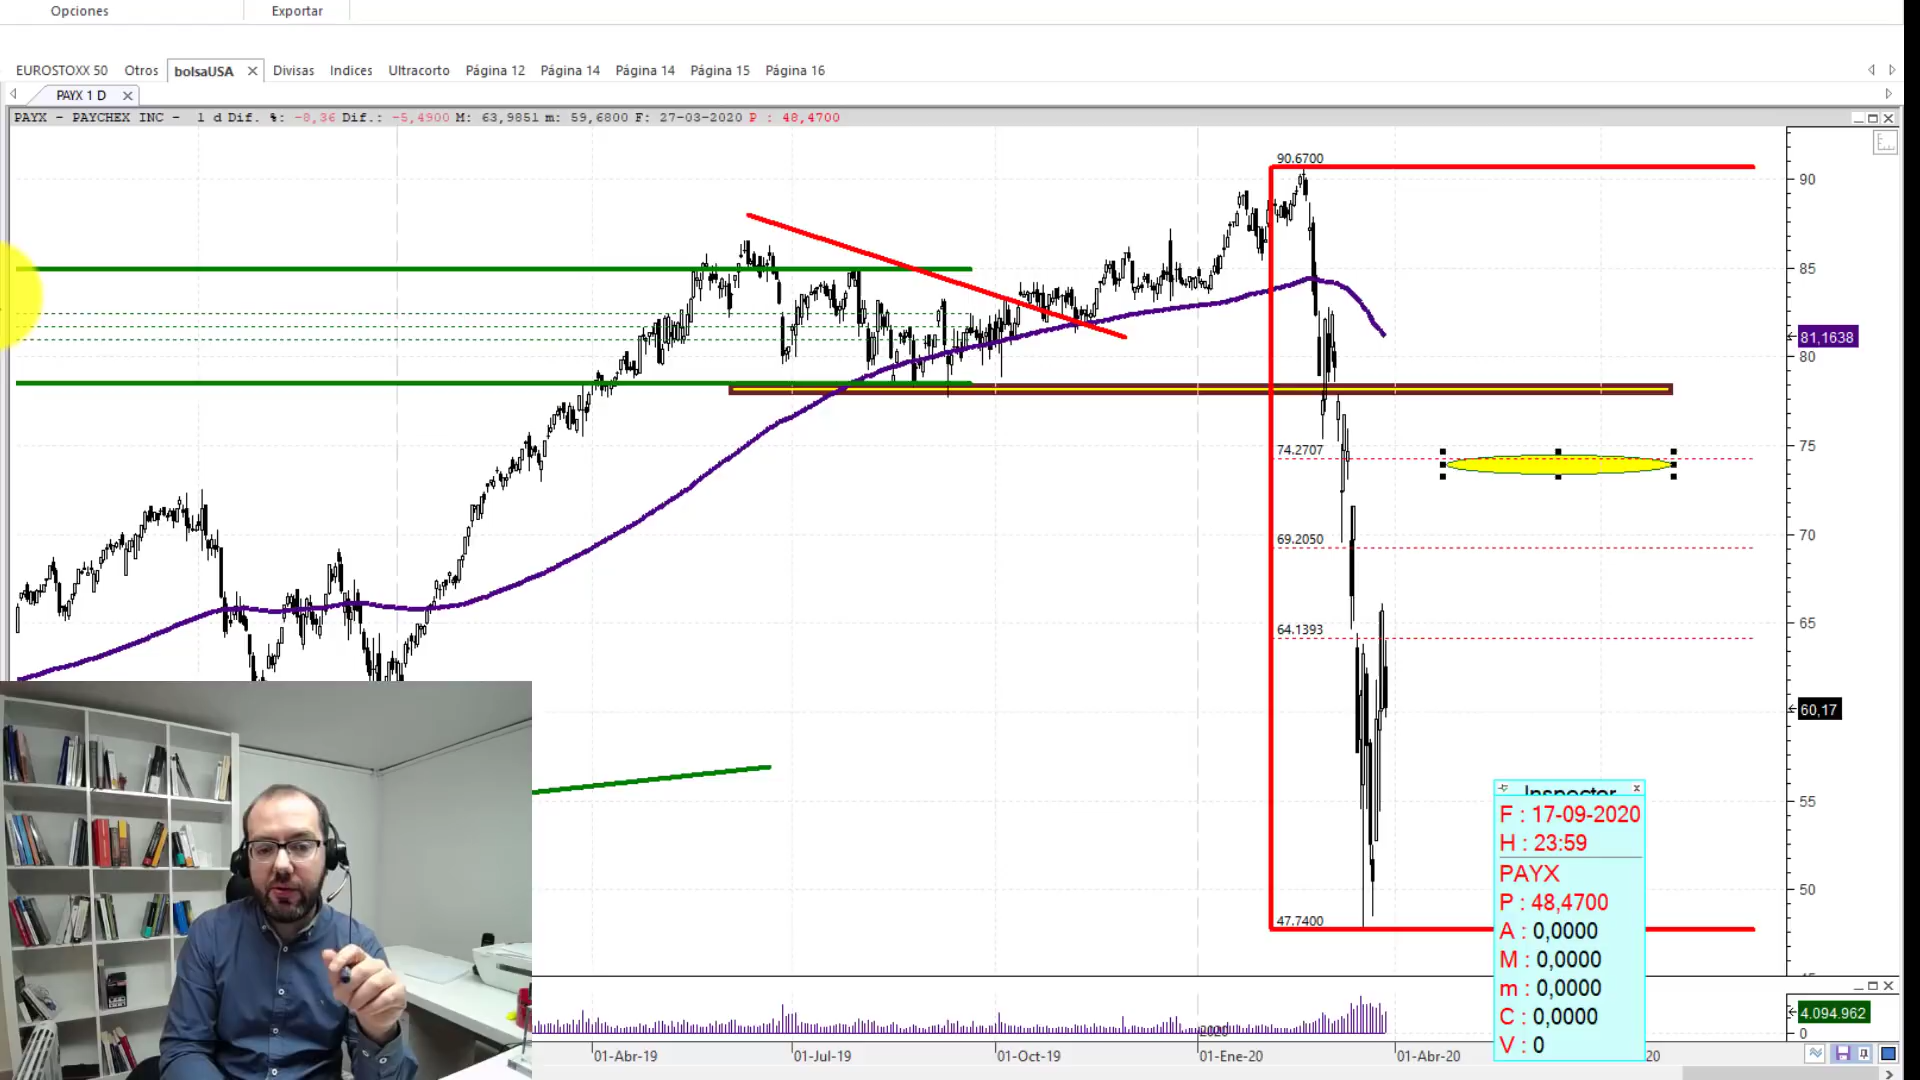 Opciones Exportar
EUROSTOXX 50 Otros bolsaUSA Divisas Indices Ultracorto Página 12 Página 14 Página 14 Página 15 Página 16
PAYX 1 D
PAYX - PAYCHEX INC - 1 d Dif. %: -8,36 Dif.: -5,4900 M: 63,9851 m: 59,6800 F: 27-03-2020 P : 48,4700
90.6700
90
85
81,1638
80
75
74.2707
70
69.2050
65
64.1393
60,17
55
50
47.7400
Inspector
F : 17-09-2020
H : 23:59
PAYX
P : 48,4700
A : 0,0000
M : 0,0000
m : 0,0000
C : 0,0000
V : 0
4.094.962
0
2020
01-Abr-19 01-Jul-19 01-Oct-19 01-Ene-20 01-Abr-20 20